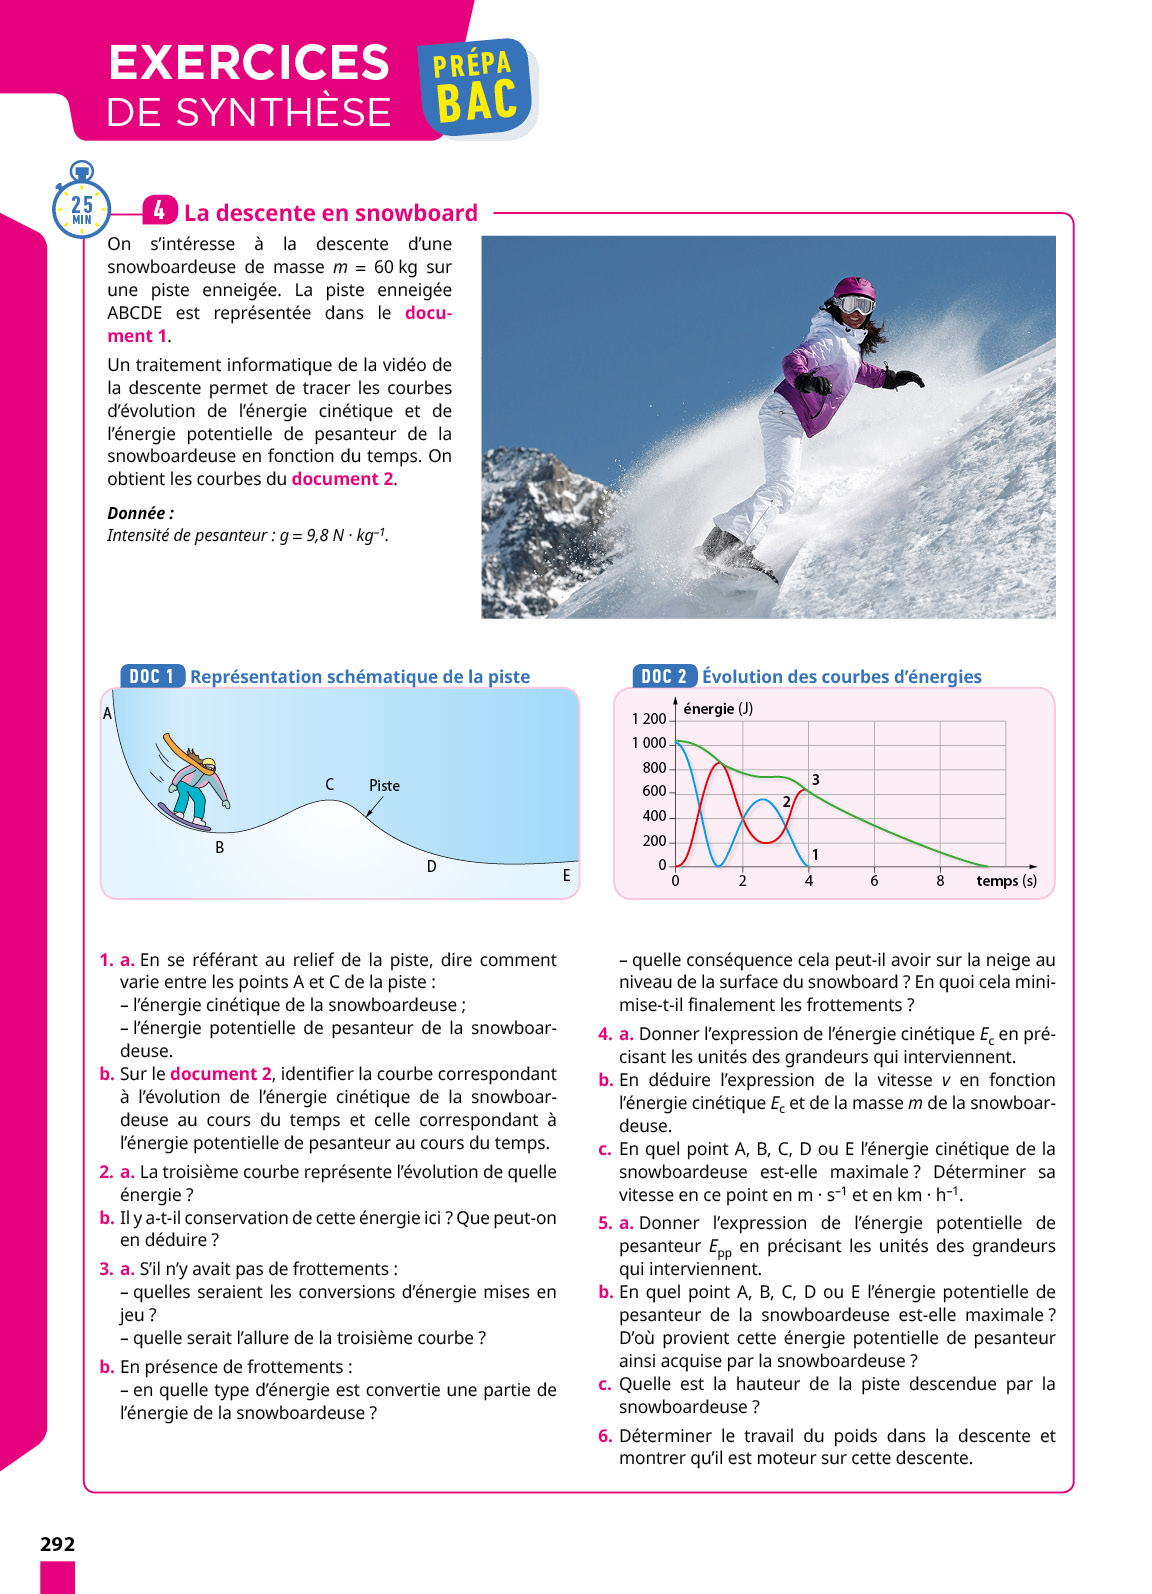 EXERCICES
DE SYNTHÈSE
PRÉPA
BAC
25
MIN
4 La descente en snowboard
On s’intéresse à la descente d’une
snowboardeuse de masse m = 60 kg sur
une piste enneigée. La piste enneigée
ABCDE est représentée dans le docu-
ment 1.
Un traitement informatique de la vidéo de
la descente permet de tracer les courbes
d’évolution de l’énergie cinétique et de
l’énergie potentielle de pesanteur de la
snowboardeuse en fonction du temps. On
obtient les courbes du document 2.
Donnée :
Intensité de pesanteur : g = 9,8 N · kg⁻¹.
DOC 1 Représentation schématique de la piste
A
C
Piste
B
D
E
DOC 2 Évolution des courbes d’énergies
énergie (J)
1 200
1 000
800
600
400
200
0
3
2
1
0
2
4
6
8
temps (s)
1. a. En se référant au relief de la piste, dire comment
varie entre les points A et C de la piste :
– l’énergie cinétique de la snowboardeuse ;
– l’énergie potentielle de pesanteur de la snowboar-
deuse.
b. Sur le document 2, identifier la courbe correspondant
à l’évolution de l’énergie cinétique de la snowboar-
deuse au cours du temps et celle correspondant à
l’énergie potentielle de pesanteur au cours du temps.
2. a. La troisième courbe représente l’évolution de quelle
énergie ?
b. Il y a-t-il conservation de cette énergie ici ? Que peut-on
en déduire ?
3. a. S’il n’y avait pas de frottements :
– quelles seraient les conversions d’énergie mises en
jeu ?
– quelle serait l’allure de la troisième courbe ?
b. En présence de frottements :
– en quelle type d’énergie est convertie une partie de
l’énergie de la snowboardeuse ?
– quelle conséquence cela peut-il avoir sur la neige au
niveau de la surface du snowboard ? En quoi cela mini-
mise-t-il finalement les frottements ?
4. a. Donner l’expression de l’énergie cinétique Ec en pré-
cisant les unités des grandeurs qui interviennent.
b. En déduire l’expression de la vitesse v en fonction
l’énergie cinétique Ec et de la masse m de la snowboar-
deuse.
c. En quel point A, B, C, D ou E l’énergie cinétique de la
snowboardeuse est-elle maximale ? Déterminer sa
vitesse en ce point en m · s⁻¹ et en km · h⁻¹.
5. a. Donner l’expression de l’énergie potentielle de
pesanteur Epp en précisant les unités des grandeurs
qui interviennent.
b. En quel point A, B, C, D ou E l’énergie potentielle de
pesanteur de la snowboardeuse est-elle maximale ?
D’où provient cette énergie potentielle de pesanteur
ainsi acquise par la snowboardeuse ?
c. Quelle est la hauteur de la piste descendue par la
snowboardeuse ?
6. Déterminer le travail du poids dans la descente et
montrer qu’il est moteur sur cette descente.
292